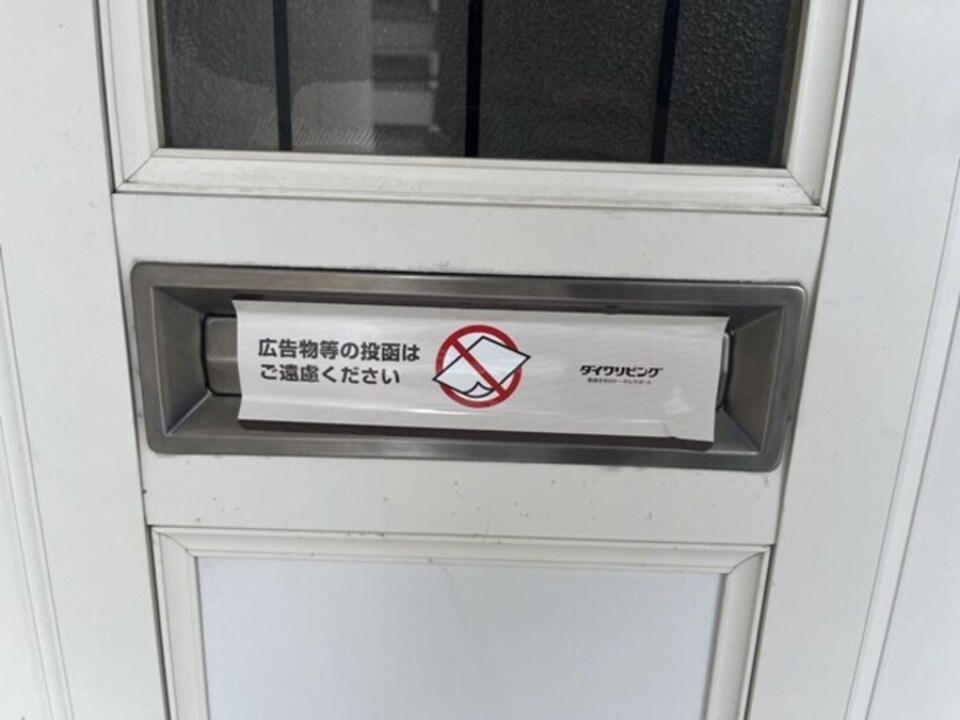 広告物等の投函は
ご遠慮ください
ダイワリビング